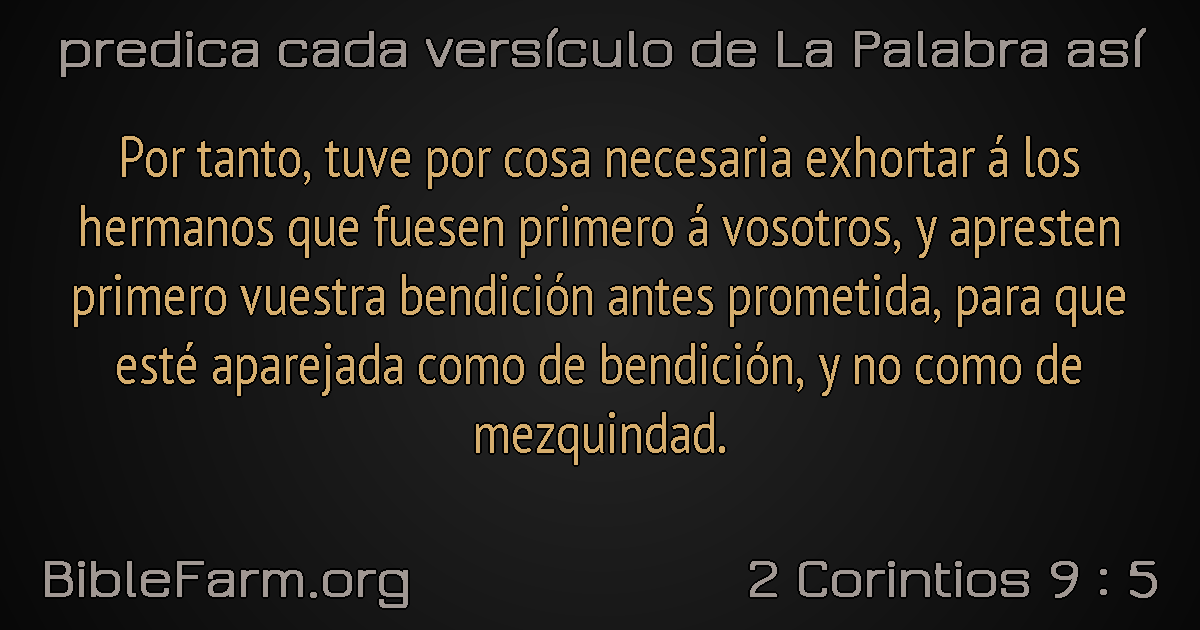 predica cada versículo de La Palabra así
Por tanto, tuve por cosa necesaria exhortar á los
hermanos que fuesen primero á vosotros, y apresten
primero vuestra bendición antes prometida, para que
esté aparejada como de bendición, y no como de
mezquindad.
BibleFarm.org
2 Corintios 9 : 5